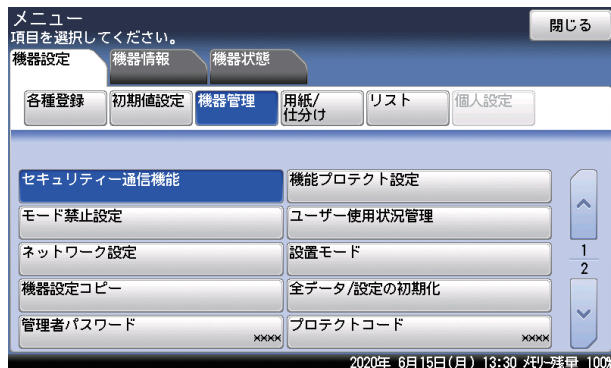 メニュー
項目を選択してください。
閉じる
機器設定
機器情報
機器状態
各種登録
初期値設定
機器管理
用紙/
仕分け
リスト
個人設定
セキュリティー通信機能
機能プロテクト設定
モード禁止設定
ユーザー使用状況管理
ネットワーク設定
設置モード
1
2
機器設定コピー
全データ/設定の初期化
管理者パスワード
××××
プロテクトコード
××××
2020年 6月15日(月) 13:30 メモリー残量 100%